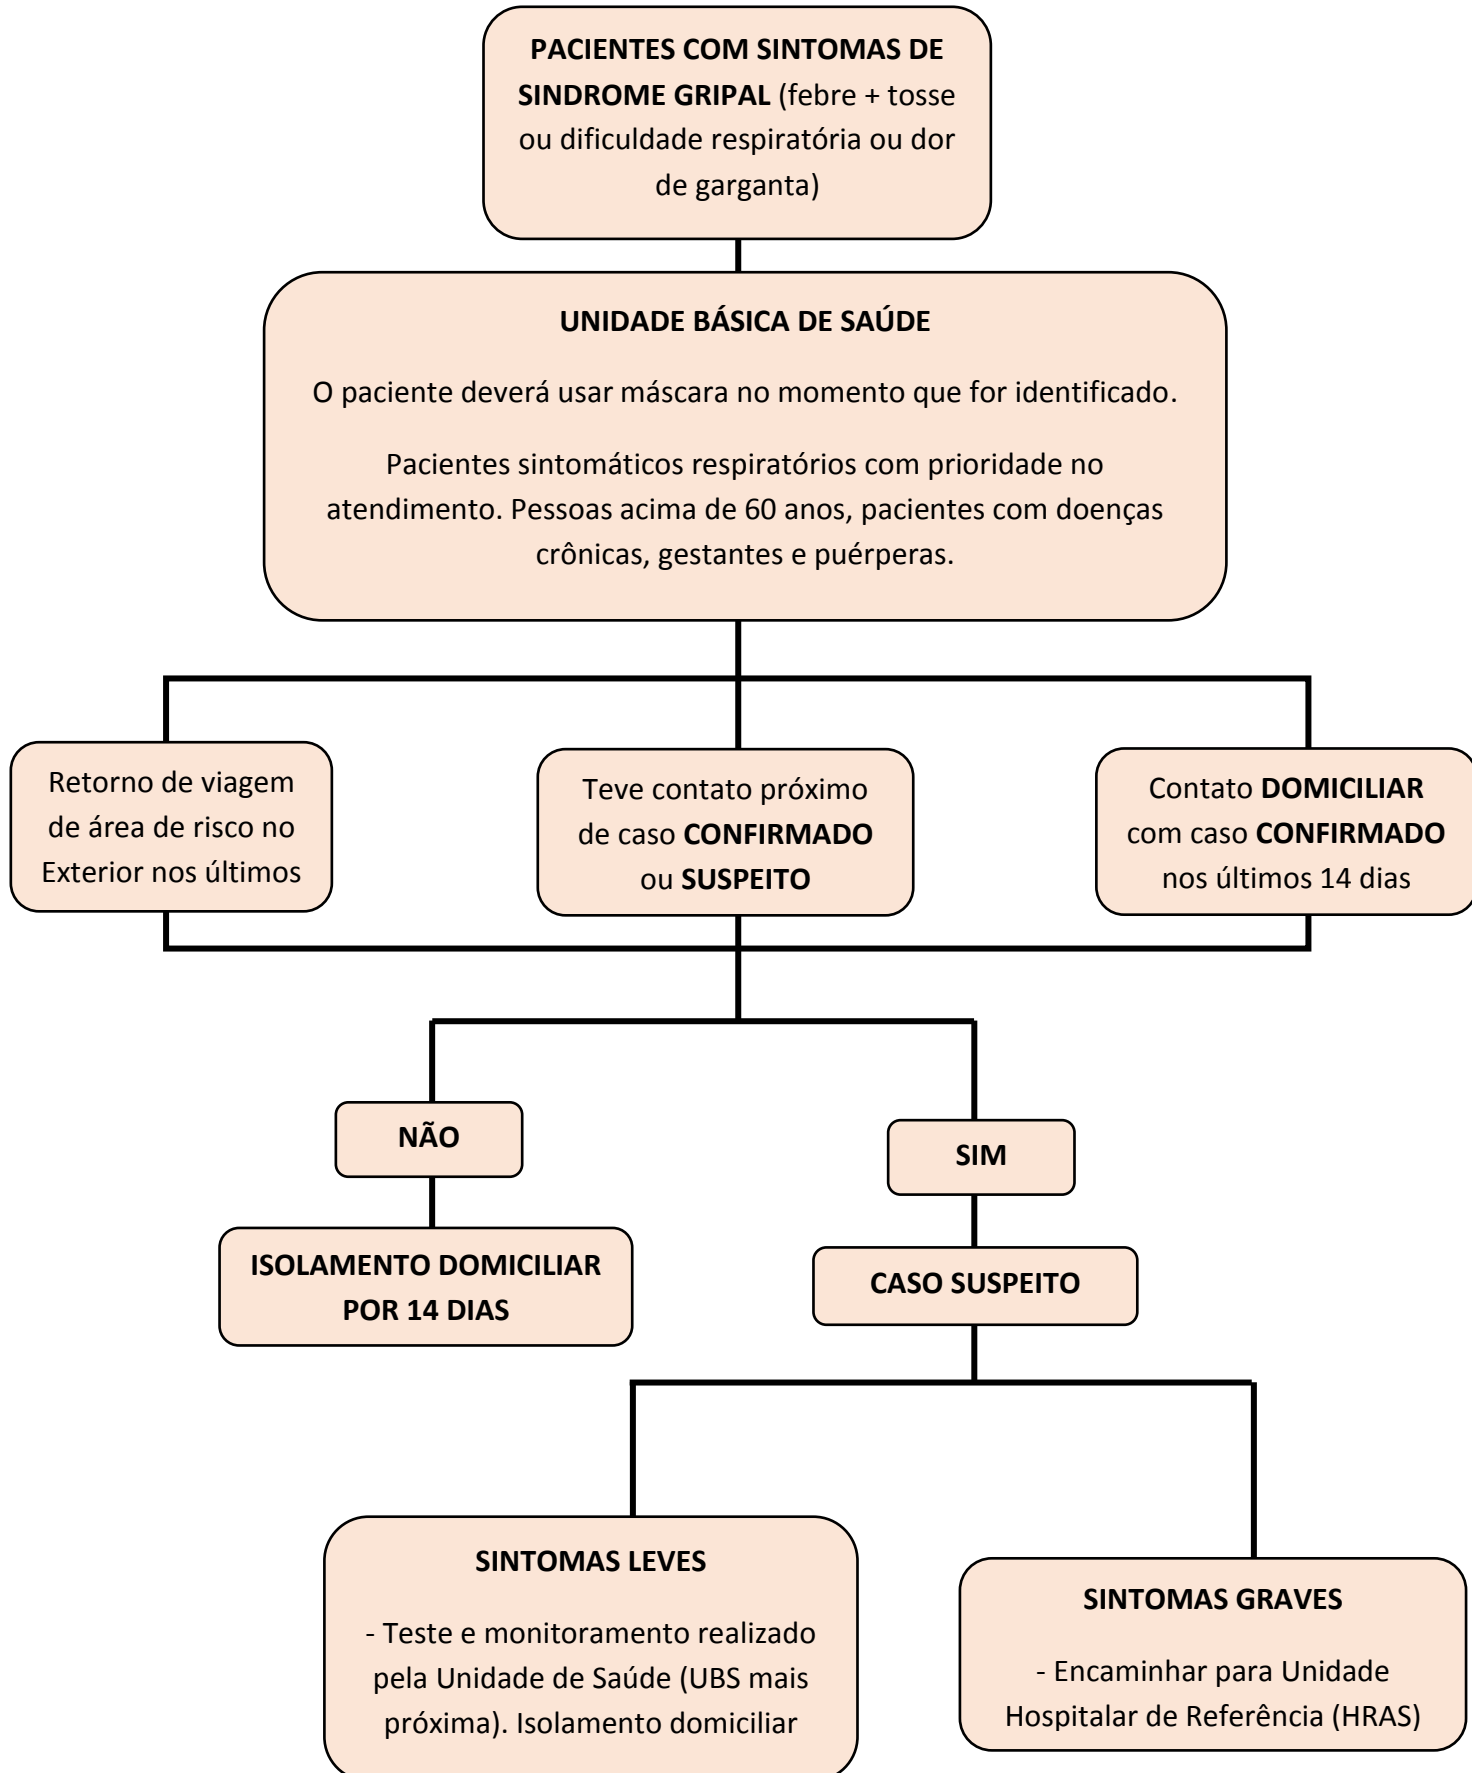 PACIENTES COM SINTOMAS DE
SINDROME GRIPAL (febre + tosse
ou dificuldade respiratória ou dor
de garganta)
UNIDADE BÁSICA DE SAÚDE
O paciente deverá usar máscara no momento que for identificado.
Pacientes sintomáticos respiratórios com prioridade no
atendimento. Pessoas acima de 60 anos, pacientes com doenças
crônicas, gestantes e puérperas.
Retorno de viagem
de área de risco no
Exterior nos últimos
Teve contato próximo
de caso CONFIRMADO
ou SUSPEITO
Contato DOMICILIAR
com caso CONFIRMADO
nos últimos 14 dias
NÃO
SIM
ISOLAMENTO DOMICILIAR
POR 14 DIAS
CASO SUSPEITO
SINTOMAS LEVES
- Teste e monitoramento realizado
pela Unidade de Saúde (UBS mais
próxima). Isolamento domiciliar
SINTOMAS GRAVES
- Encaminhar para Unidade
Hospitalar de Referência (HRAS)